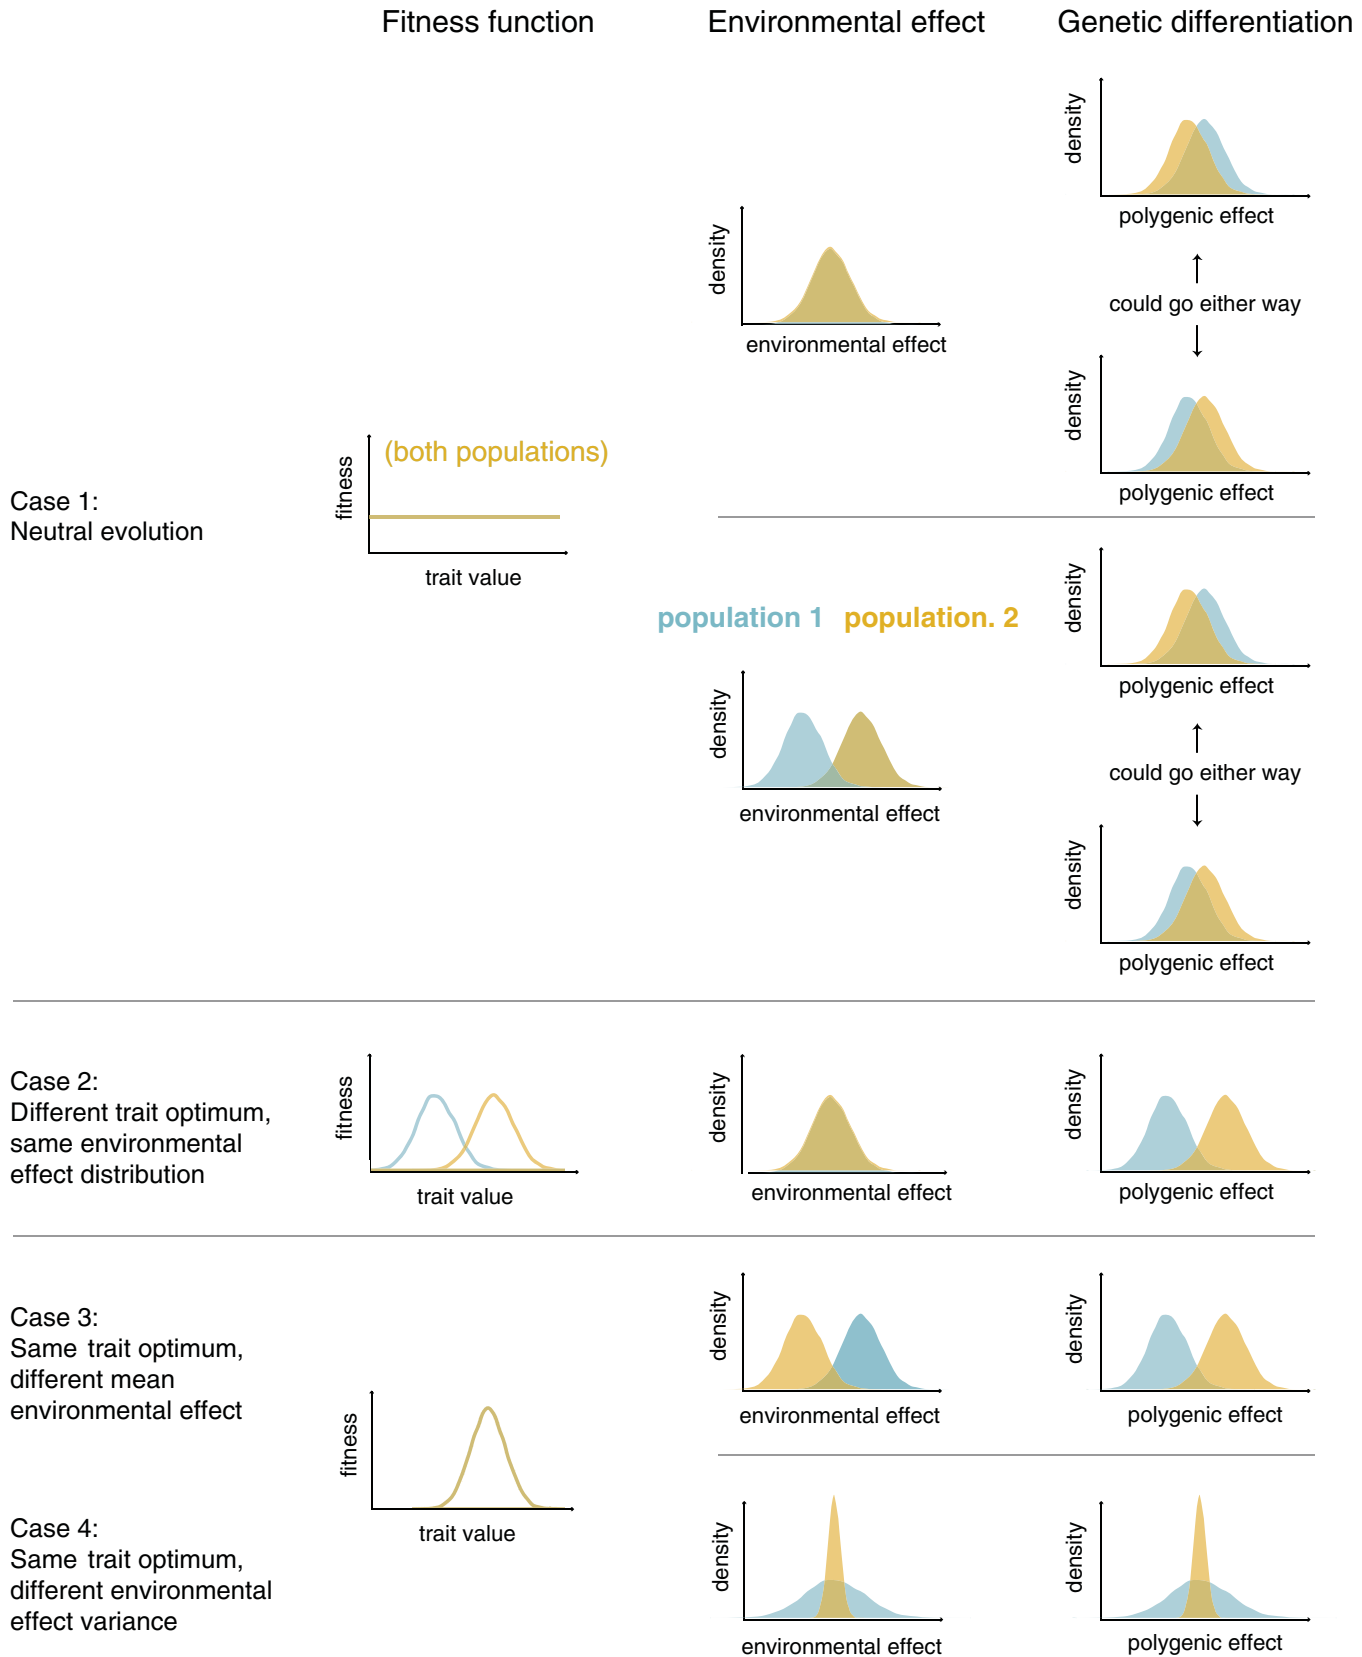 Fitness function
Environmental effect
Genetic differentiation
density
polygenic effect
density
environmental effect
could go either way
density
polygenic effect
Case 1:
Neutral evolution
(both populations)
fitness
trait value
density
polygenic effect
population 1 population. 2
density
environmental effect
could go either way
density
polygenic effect
Case 2:
Different trait optimum,
same environmental
effect distribution
fitness
trait value
density
environmental effect
density
polygenic effect
Case 3:
Same trait optimum,
different mean
environmental effect
fitness
trait value
density
environmental effect
density
polygenic effect
Case 4:
Same trait optimum,
different environmental
effect variance
density
environmental effect
density
polygenic effect